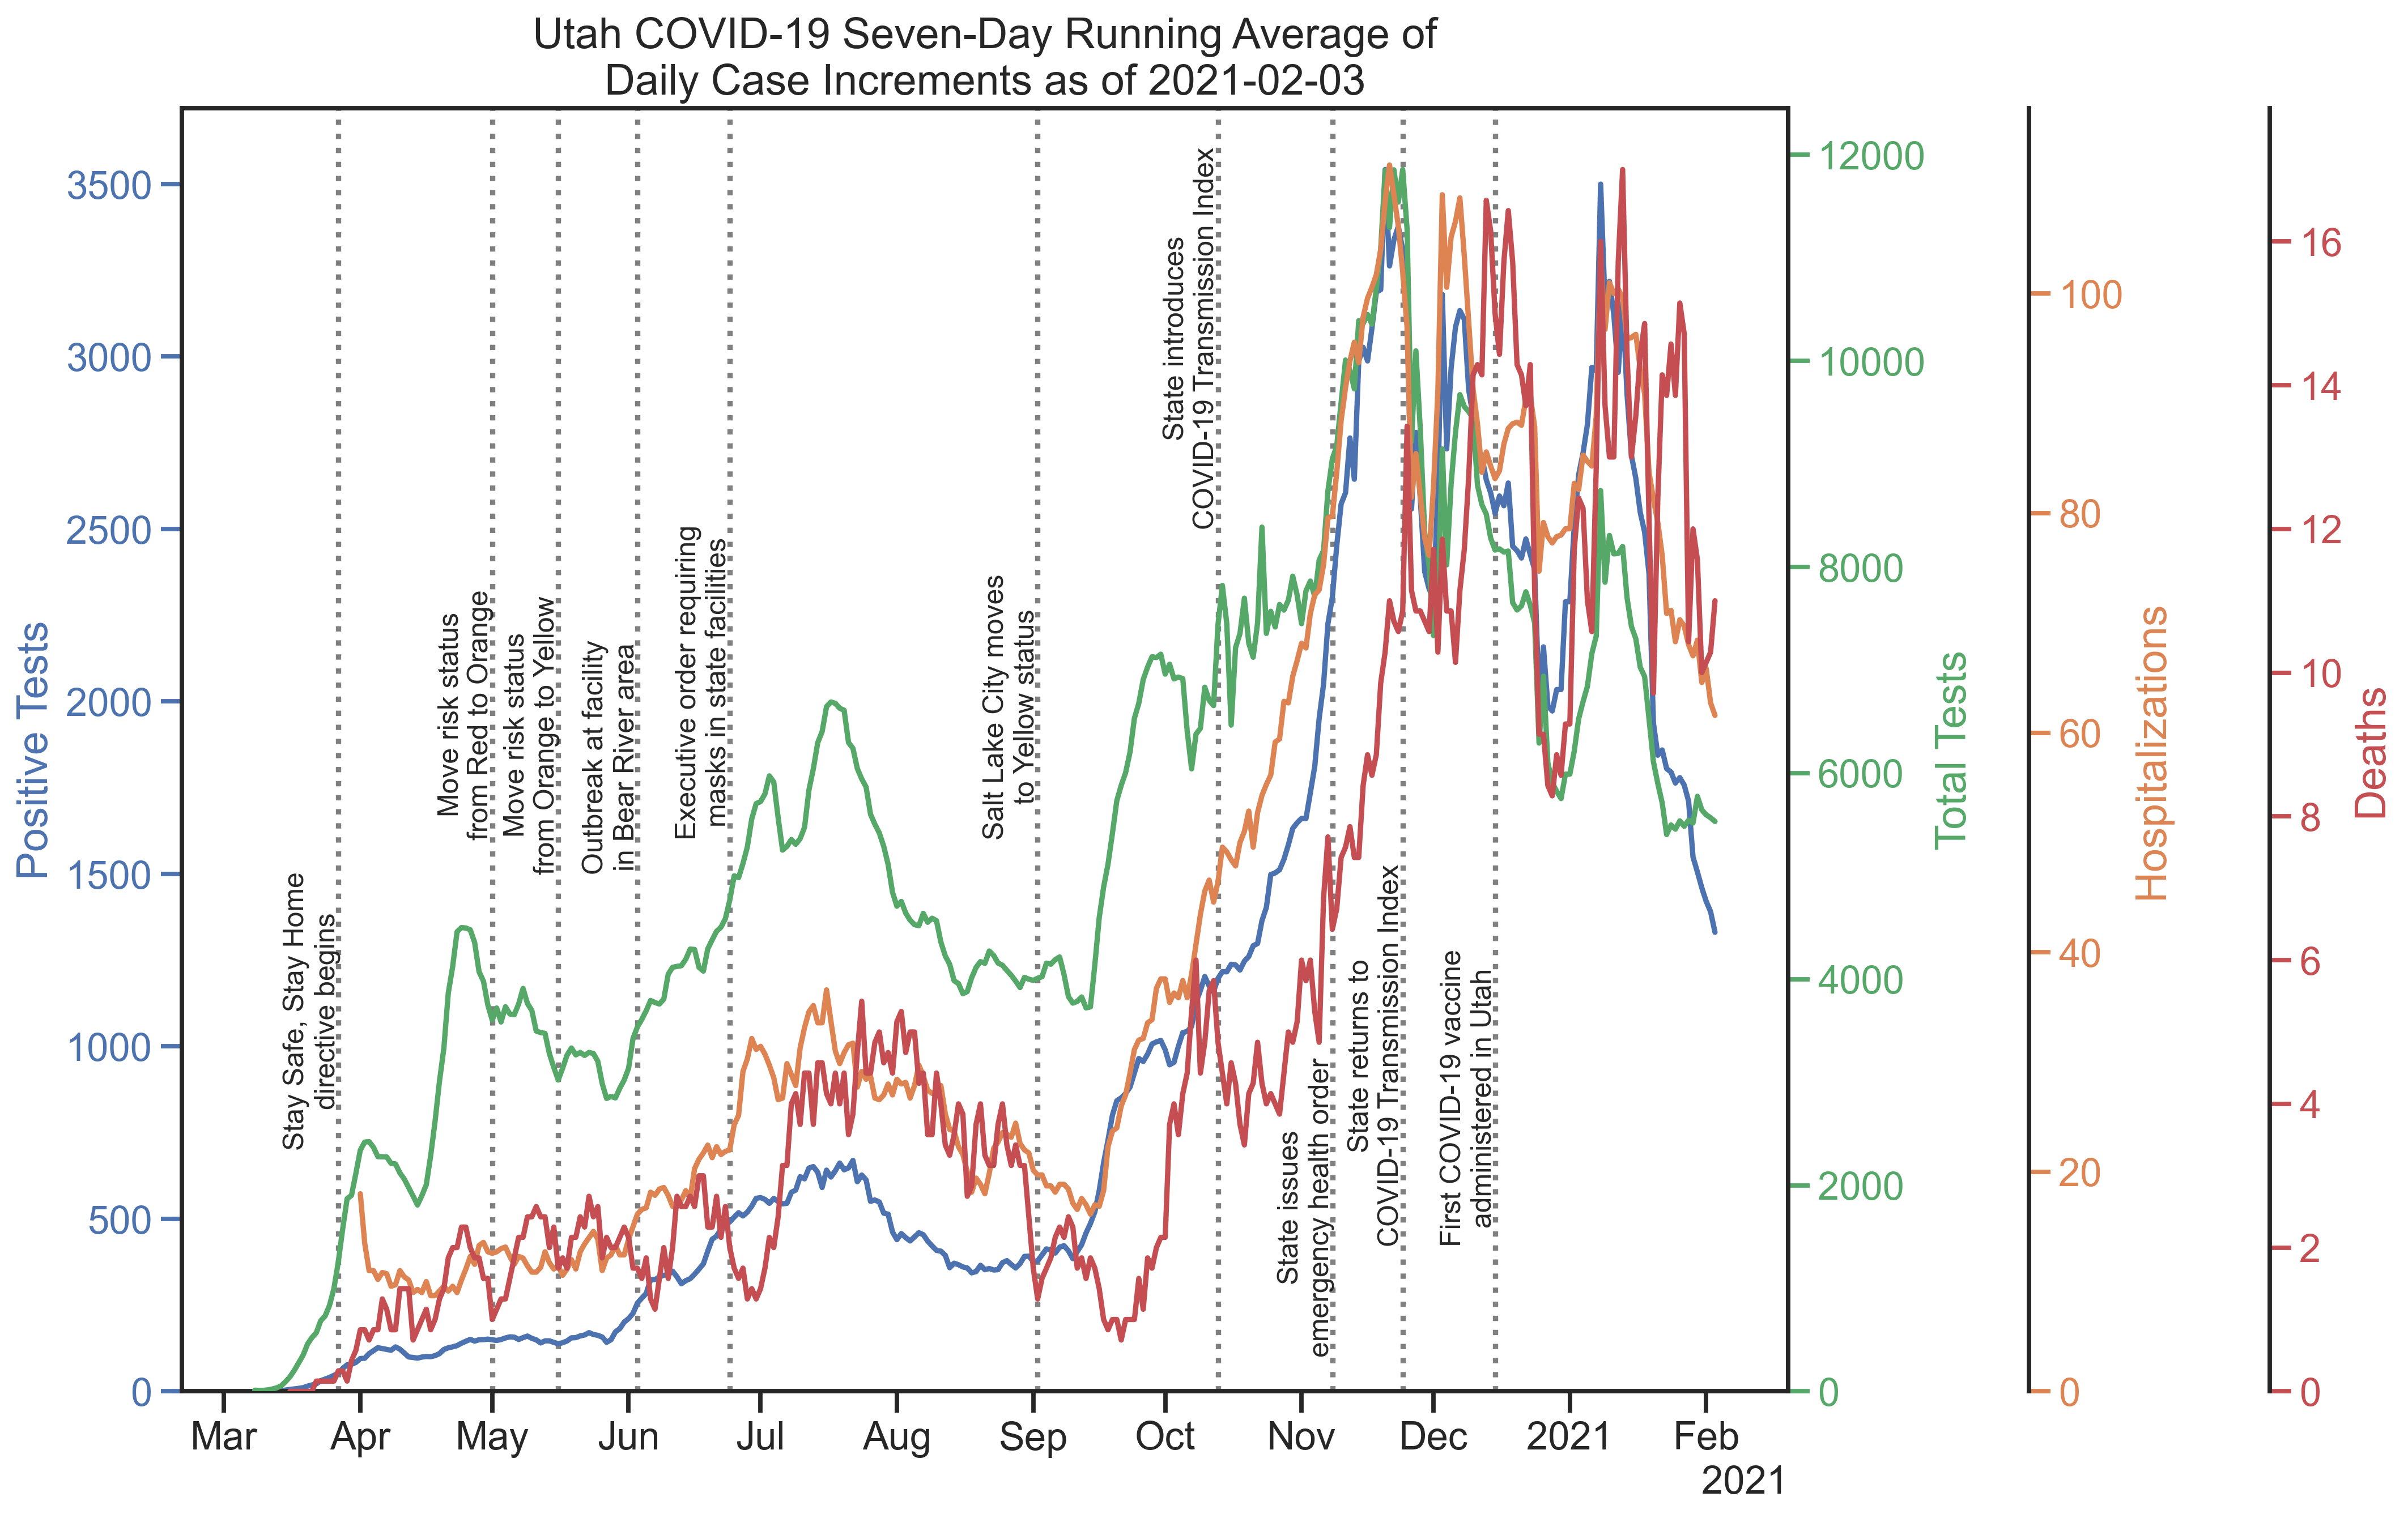 Utah COVID-19 Seven-Day Running Average of
Daily Case Increments as of 2021-02-03
Positive Tests
3500
3000
2500
2000
1500
1000
500
0
Stay Safe, Stay Home
directive begins
Move risk status
from Red to Orange
Move risk status
from Orange to Yellow
Outbreak at facility
in Bear River area
Executive order requiring
masks in state facilities
Salt Lake City moves
to Yellow status
State introduces
COVID-19 Transmission Index
State issues
emergency health order
State returns to
COVID-19 Transmission Index
First COVID-19 vaccine
administered in Utah
12000
10000
8000
6000
4000
2000
0
Total Tests
100
80
60
40
20
0
Hospitalizations
16
14
12
10
8
6
4
2
0
Deaths
Mar Apr May Jun Jul Aug Sep Oct Nov Dec 2021 Feb
2021